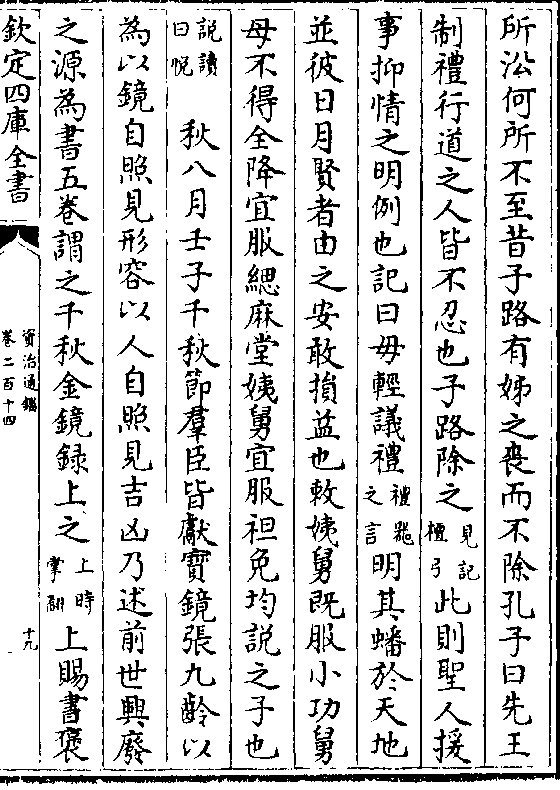 所訟何所不至昔子路有姊之喪而不除孔子曰先王
制禮行道之人皆不忍也子路除之見記檀弓此則聖人援
事抑情之明例也記曰毋輕議禮禮器之言明其蟠於天地
並彼日月賢者由之安敢損益也敕姨舅既服小功舅
母不得全降宜服緦麻堂姨舅宜服袒免均説之子也
説讀曰悦 秋八月壬子千秋節羣臣皆獻寶鏡張九齡以
為以鏡自照見形容以人自照見吉凶乃述前世興廢
之源為書五卷謂之千秋金鏡録上之上時掌翻上賜書褒
欽定四庫全書
資治通鑑
卷二百十四
十九